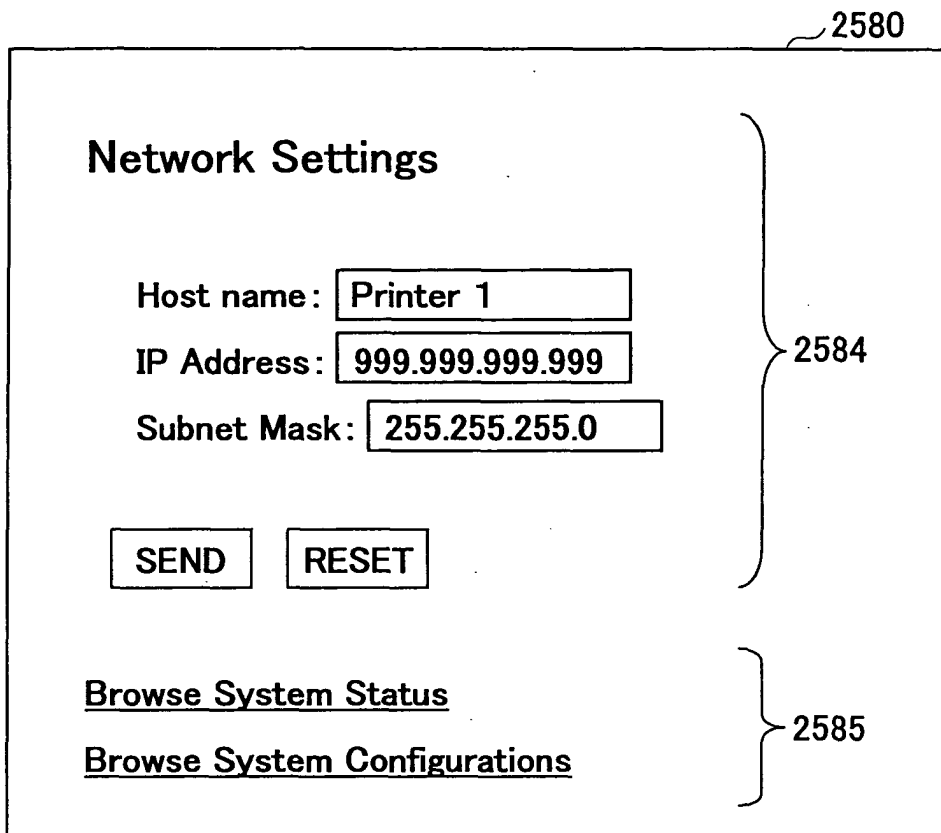 2580
Network Settings
Host name: Printer 1
IP Address: 999.999.999.999
2584
Subnet Mask: 255.255.255.0
SEND RESET
Browse System Status
2585
Browse System Configurations